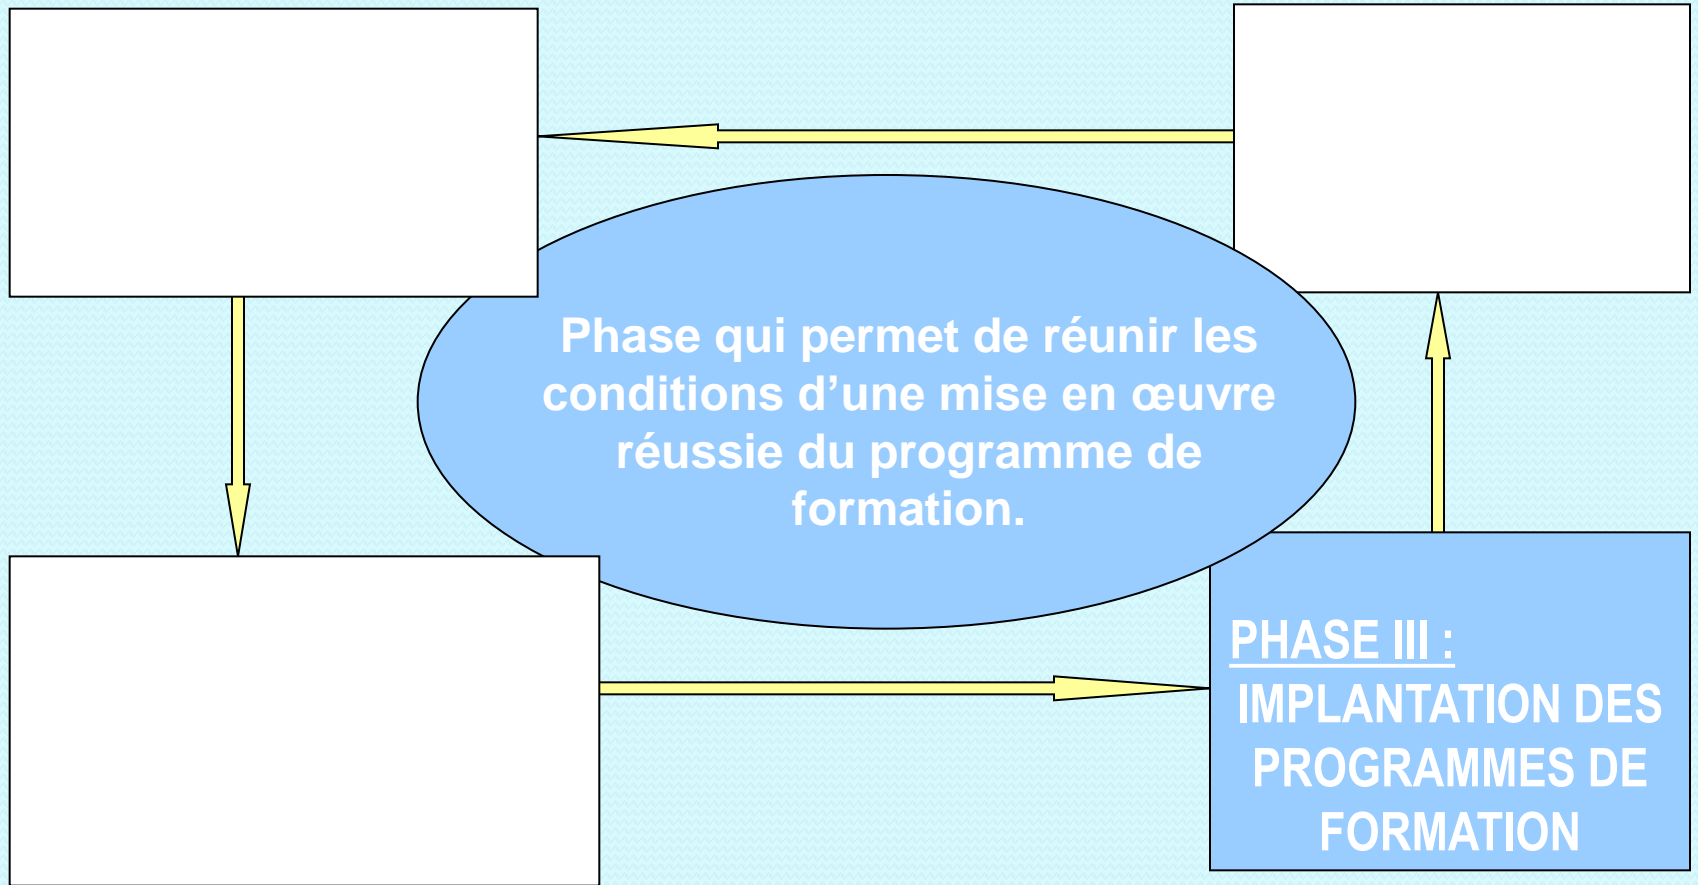 Phase qui permet de réunir les
conditions d’une mise en œuvre
réussie du programme de
formation.
PHASE III :
IMPLANTATION DES
PROGRAMMES DE
FORMATION